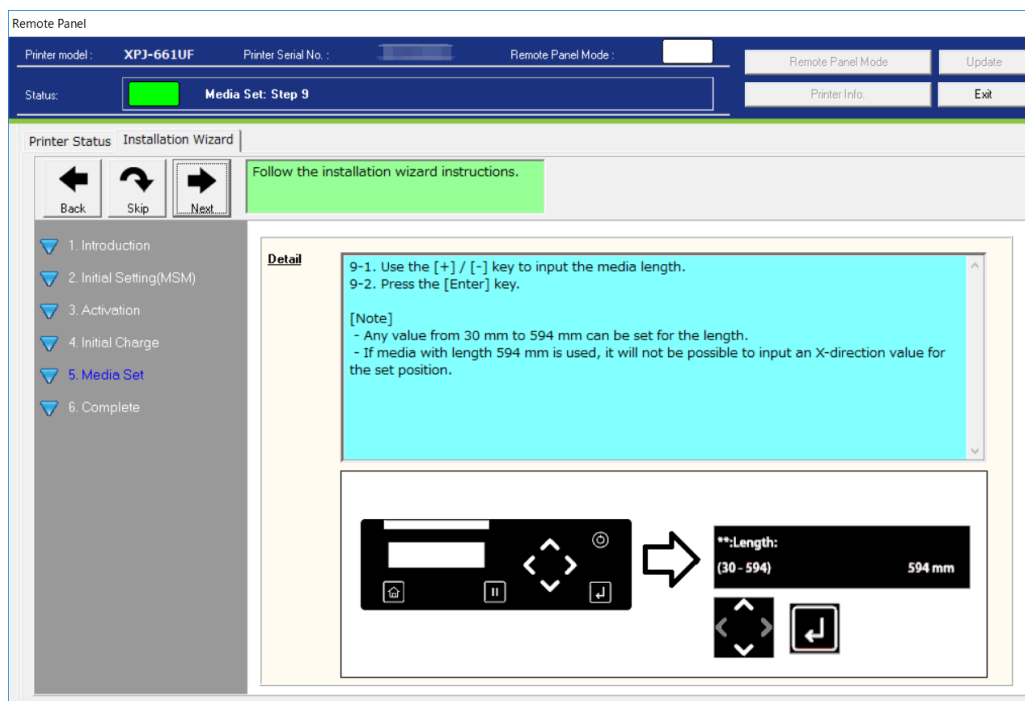 Remote Panel
Printer model : XPJ-661UF Printer Serial No. : Remote Panel Mode :
Remote Panel Mode Update
Status: Media Set: Step 9
Printer Info. Exit
Printer Status Installation Wizard
Back Skip Next
Follow the installation wizard instructions.
1. Introduction
2. Initial Setting(MSM)
3. Activation
4. Initial Charge
5. Media Set
6. Complete
Detail
9-1. Use the [+] / [-] key to input the media length.
9-2. Press the [Enter] key.
[Note]
- Any value from 30 mm to 594 mm can be set for the length.
- If media with length 594 mm is used, it will not be possible to input an X-direction value for
the set position.
**:Length:
(30 - 594) 594 mm